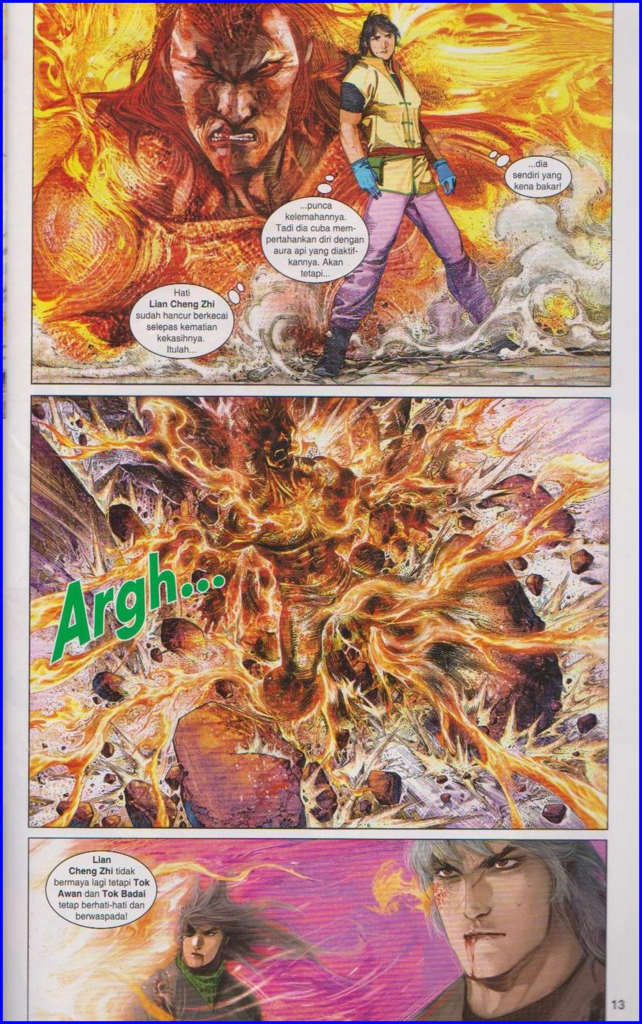 Hati
Lian Cheng Zhi
sudah hancur berkecai
selepas kematian
kekasihnya.
Itulah...
...punca
kelemahannya.
Tadi dia cuba mem-
pertahankan diri dengan
aura api yang diaktif-
kannya. Akan
tetapi...
...dia
sendiri yang
kena bakar!
Argh...
Lian
Cheng Zhi tidak
bermaya lagi tetapi Tok
Awan dan Tok Badai
tetap berhati-hati dan
berwaspada!
13